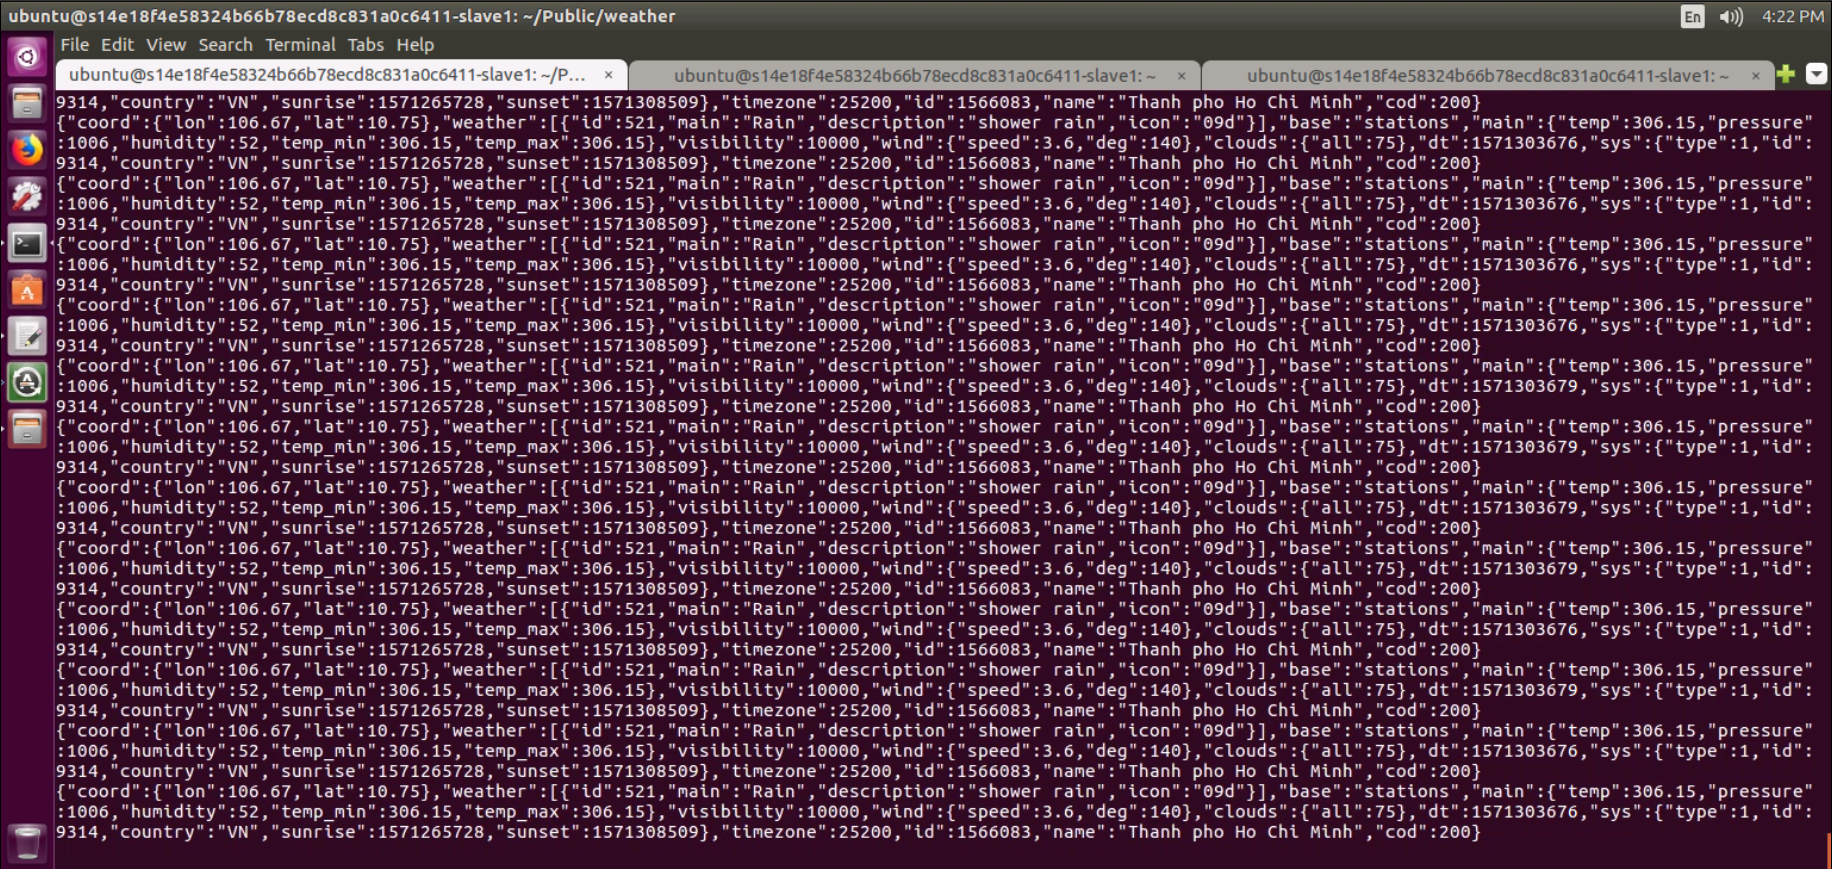 ubuntu@s14e18f4e58324b66b78ecd8c831a0c6411-slave1: ~/Public/weather
En
4:22 PM
File Edit View Search Terminal Tabs Help
ubuntu@s14e18f4e58324b66b78ecd8c831a0c6411-slave1: ~/P... ×
ubuntu@s14e18f4e58324b66b78ecd8c831a0c6411-slave1: ~ ×
ubuntu@s14e18f4e58324b66b78ecd8c831a0c6411-slave1: ~ ×
9314,"country":"VN","sunrise":1571265728,"sunset":1571308509},"timezone":25200,"id":1566083,"name":"Thanh pho Ho Chi Minh","cod":200}
{"coord":{"lon":106.67,"lat":10.75},"weather":[{"id":521,"main":"Rain","description":"shower rain","icon":"09d"}],"base":"stations","main":{"temp":306.15,"pressure"
:1006,"humidity":52,"temp_min":306.15,"temp_max":306.15},"visibility":10000,"wind":{"speed":3.6,"deg":140},"clouds":{"all":75},"dt":1571303676,"sys":{"type":1,"id":
9314,"country":"VN","sunrise":1571265728,"sunset":1571308509},"timezone":25200,"id":1566083,"name":"Thanh pho Ho Chi Minh","cod":200}
{"coord":{"lon":106.67,"lat":10.75},"weather":[{"id":521,"main":"Rain","description":"shower rain","icon":"09d"}],"base":"stations","main":{"temp":306.15,"pressure"
:1006,"humidity":52,"temp_min":306.15,"temp_max":306.15},"visibility":10000,"wind":{"speed":3.6,"deg":140},"clouds":{"all":75},"dt":1571303676,"sys":{"type":1,"id":
9314,"country":"VN","sunrise":1571265728,"sunset":1571308509},"timezone":25200,"id":1566083,"name":"Thanh pho Ho Chi Minh","cod":200}
{"coord":{"lon":106.67,"lat":10.75},"weather":[{"id":521,"main":"Rain","description":"shower rain","icon":"09d"}],"base":"stations","main":{"temp":306.15,"pressure"
:1006,"humidity":52,"temp_min":306.15,"temp_max":306.15},"visibility":10000,"wind":{"speed":3.6,"deg":140},"clouds":{"all":75},"dt":1571303676,"sys":{"type":1,"id":
9314,"country":"VN","sunrise":1571265728,"sunset":1571308509},"timezone":25200,"id":1566083,"name":"Thanh pho Ho Chi Minh","cod":200}
{"coord":{"lon":106.67,"lat":10.75},"weather":[{"id":521,"main":"Rain","description":"shower rain","icon":"09d"}],"base":"stations","main":{"temp":306.15,"pressure"
:1006,"humidity":52,"temp_min":306.15,"temp_max":306.15},"visibility":10000,"wind":{"speed":3.6,"deg":140},"clouds":{"all":75},"dt":1571303676,"sys":{"type":1,"id":
9314,"country":"VN","sunrise":1571265728,"sunset":1571308509},"timezone":25200,"id":1566083,"name":"Thanh pho Ho Chi Minh","cod":200}
{"coord":{"lon":106.67,"lat":10.75},"weather":[{"id":521,"main":"Rain","description":"shower rain","icon":"09d"}],"base":"stations","main":{"temp":306.15,"pressure"
:1006,"humidity":52,"temp_min":306.15,"temp_max":306.15},"visibility":10000,"wind":{"speed":3.6,"deg":140},"clouds":{"all":75},"dt":1571303679,"sys":{"type":1,"id":
9314,"country":"VN","sunrise":1571265728,"sunset":1571308509},"timezone":25200,"id":1566083,"name":"Thanh pho Ho Chi Minh","cod":200}
{"coord":{"lon":106.67,"lat":10.75},"weather":[{"id":521,"main":"Rain","description":"shower rain","icon":"09d"}],"base":"stations","main":{"temp":306.15,"pressure"
:1006,"humidity":52,"temp_min":306.15,"temp_max":306.15},"visibility":10000,"wind":{"speed":3.6,"deg":140},"clouds":{"all":75},"dt":1571303679,"sys":{"type":1,"id":
9314,"country":"VN","sunrise":1571265728,"sunset":1571308509},"timezone":25200,"id":1566083,"name":"Thanh pho Ho Chi Minh","cod":200}
{"coord":{"lon":106.67,"lat":10.75},"weather":[{"id":521,"main":"Rain","description":"shower rain","icon":"09d"}],"base":"stations","main":{"temp":306.15,"pressure"
:1006,"humidity":52,"temp_min":306.15,"temp_max":306.15},"visibility":10000,"wind":{"speed":3.6,"deg":140},"clouds":{"all":75},"dt":1571303679,"sys":{"type":1,"id":
9314,"country":"VN","sunrise":1571265728,"sunset":1571308509},"timezone":25200,"id":1566083,"name":"Thanh pho Ho Chi Minh","cod":200}
{"coord":{"lon":106.67,"lat":10.75},"weather":[{"id":521,"main":"Rain","description":"shower rain","icon":"09d"}],"base":"stations","main":{"temp":306.15,"pressure"
:1006,"humidity":52,"temp_min":306.15,"temp_max":306.15},"visibility":10000,"wind":{"speed":3.6,"deg":140},"clouds":{"all":75},"dt":1571303679,"sys":{"type":1,"id":
9314,"country":"VN","sunrise":1571265728,"sunset":1571308509},"timezone":25200,"id":1566083,"name":"Thanh pho Ho Chi Minh","cod":200}
{"coord":{"lon":106.67,"lat":10.75},"weather":[{"id":521,"main":"Rain","description":"shower rain","icon":"09d"}],"base":"stations","main":{"temp":306.15,"pressure"
:1006,"humidity":52,"temp_min":306.15,"temp_max":306.15},"visibility":10000,"wind":{"speed":3.6,"deg":140},"clouds":{"all":75},"dt":1571303676,"sys":{"type":1,"id":
9314,"country":"VN","sunrise":1571265728,"sunset":1571308509},"timezone":25200,"id":1566083,"name":"Thanh pho Ho Chi Minh","cod":200}
{"coord":{"lon":106.67,"lat":10.75},"weather":[{"id":521,"main":"Rain","description":"shower rain","icon":"09d"}],"base":"stations","main":{"temp":306.15,"pressure"
:1006,"humidity":52,"temp_min":306.15,"temp_max":306.15},"visibility":10000,"wind":{"speed":3.6,"deg":140},"clouds":{"all":75},"dt":1571303679,"sys":{"type":1,"id":
9314,"country":"VN","sunrise":1571265728,"sunset":1571308509},"timezone":25200,"id":1566083,"name":"Thanh pho Ho Chi Minh","cod":200}
{"coord":{"lon":106.67,"lat":10.75},"weather":[{"id":521,"main":"Rain","description":"shower rain","icon":"09d"}],"base":"stations","main":{"temp":306.15,"pressure"
:1006,"humidity":52,"temp_min":306.15,"temp_max":306.15},"visibility":10000,"wind":{"speed":3.6,"deg":140},"clouds":{"all":75},"dt":1571303676,"sys":{"type":1,"id":
9314,"country":"VN","sunrise":1571265728,"sunset":1571308509},"timezone":25200,"id":1566083,"name":"Thanh pho Ho Chi Minh","cod":200}
{"coord":{"lon":106.67,"lat":10.75},"weather":[{"id":521,"main":"Rain","description":"shower rain","icon":"09d"}],"base":"stations","main":{"temp":306.15,"pressure"
:1006,"humidity":52,"temp_min":306.15,"temp_max":306.15},"visibility":10000,"wind":{"speed":3.6,"deg":140},"clouds":{"all":75},"dt":1571303676,"sys":{"type":1,"id":
9314,"country":"VN","sunrise":1571265728,"sunset":1571308509},"timezone":25200,"id":1566083,"name":"Thanh pho Ho Chi Minh","cod":200}